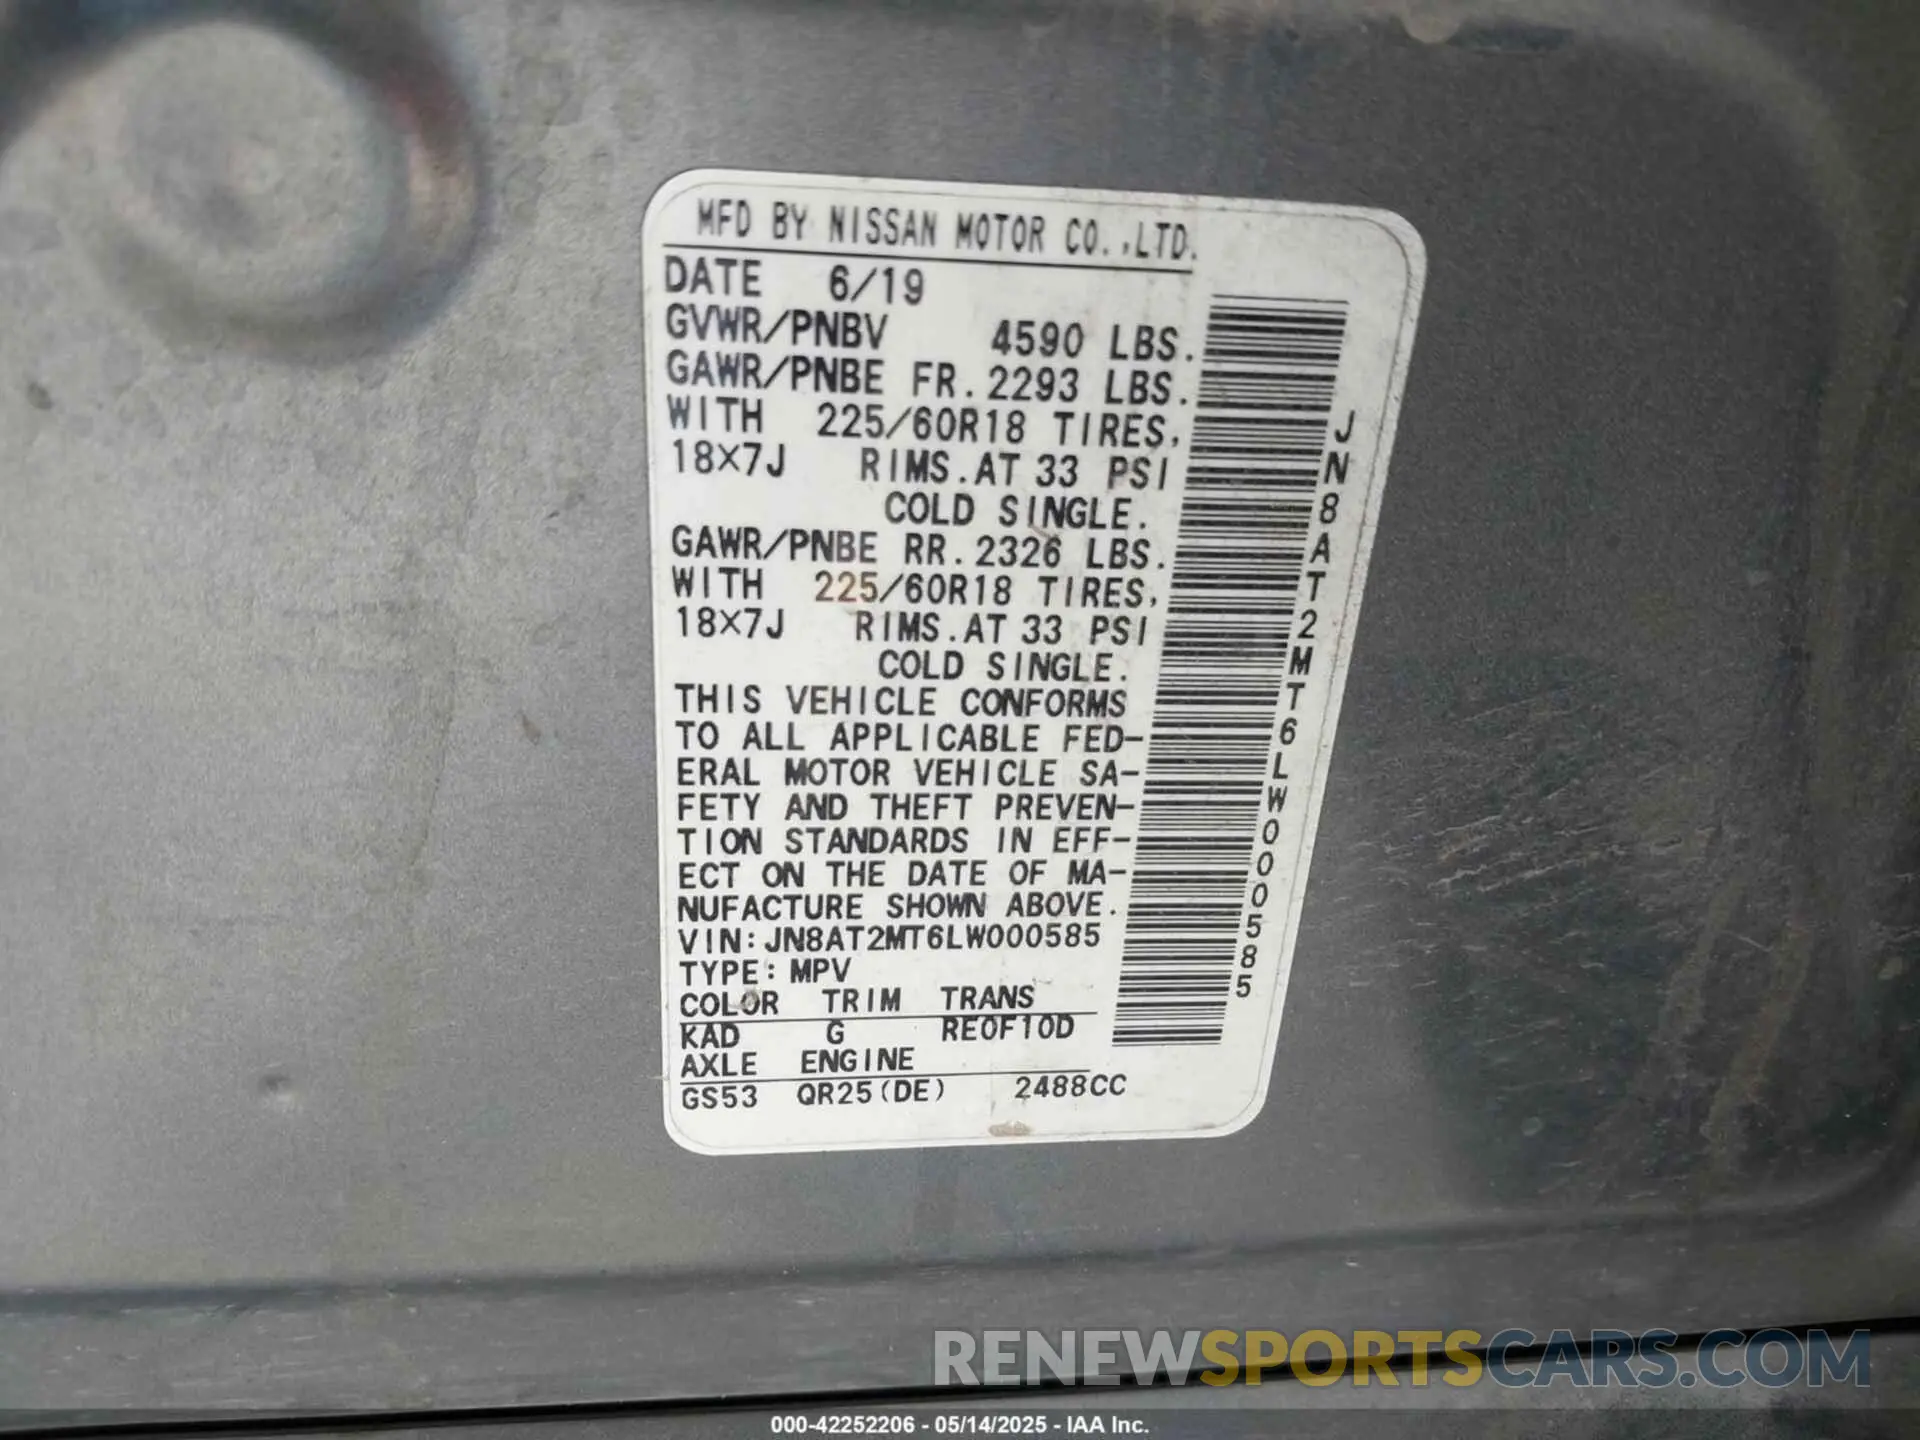 MFD BY NISSAN MOTOR CO.,LTD.
DATE 6/19
GVWR/PNBV 4590 LBS.
GAWR/PNBE FR. 2293 LBS.
WITH 225/60R18 TIRES,
18×7J RIMS. AT 33 PSI
COLD SINGLE.
GAWR/PNBE RR. 2326 LBS.
WITH 225/60R18 TIRES,
18×7J RIMS. AT 33 PSI
COLD SINGLE.
THIS VEHICLE CONFORMS
TO ALL APPLICABLE FED-
ERAL MOTOR VEHICLE SA-
FETY AND THEFT PREVEN-
TION STANDARDS IN EFF-
ECT ON THE DATE OF MA-
NUFACTURE SHOWN ABOVE.
VIN: JN8AT2MT6LW000585
TYPE: MPV
COLOR TRIM TRANS
KAD G RE0F10D
AXLE ENGINE
GS53 QR25(DE) 2488CC
JN8AT2MT6LW000585
RENEWSPORTSCARS.COM
000-42252206 - 05/14/2025 - IAA Inc.